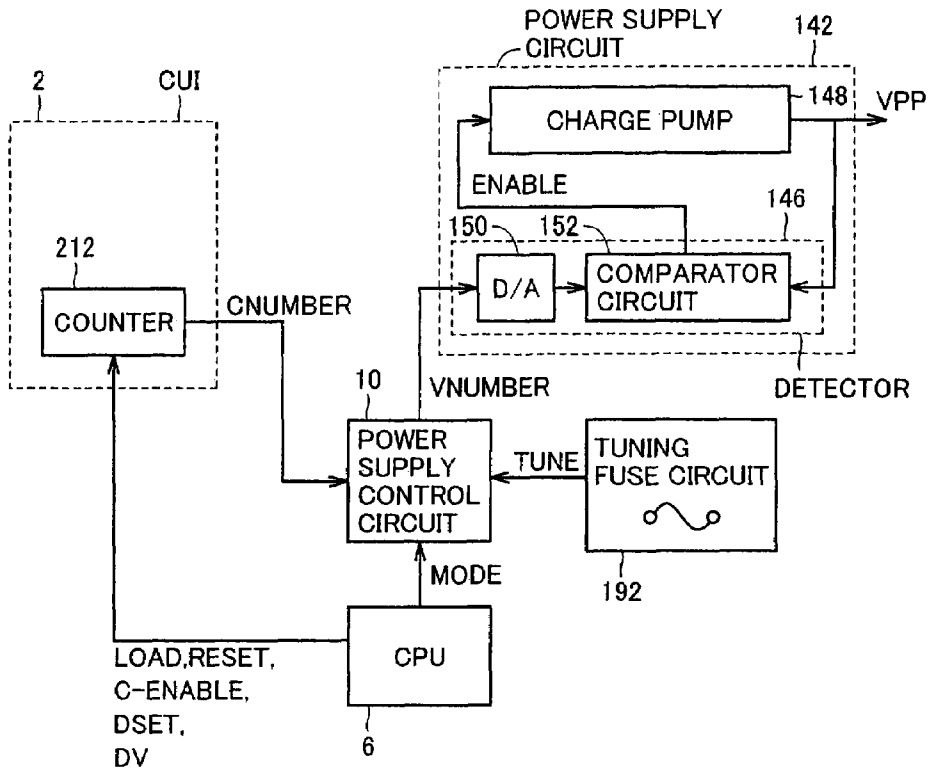 POWER SUPPLY
CIRCUIT
142
2
CUI
148
VPP
CHARGE PUMP
ENABLE
146
150
152
212
D/A
COMPARATOR
CIRCUIT
COUNTER
CNUMBER
10
VNUMBER
DETECTOR
POWER
SUPPLY
CONTROL
CIRCUIT
TUNE
TUNING
FUSE CIRCUIT
MODE
192
CPU
LOAD,RESET,
C-ENABLE,
DSET,
DV
6